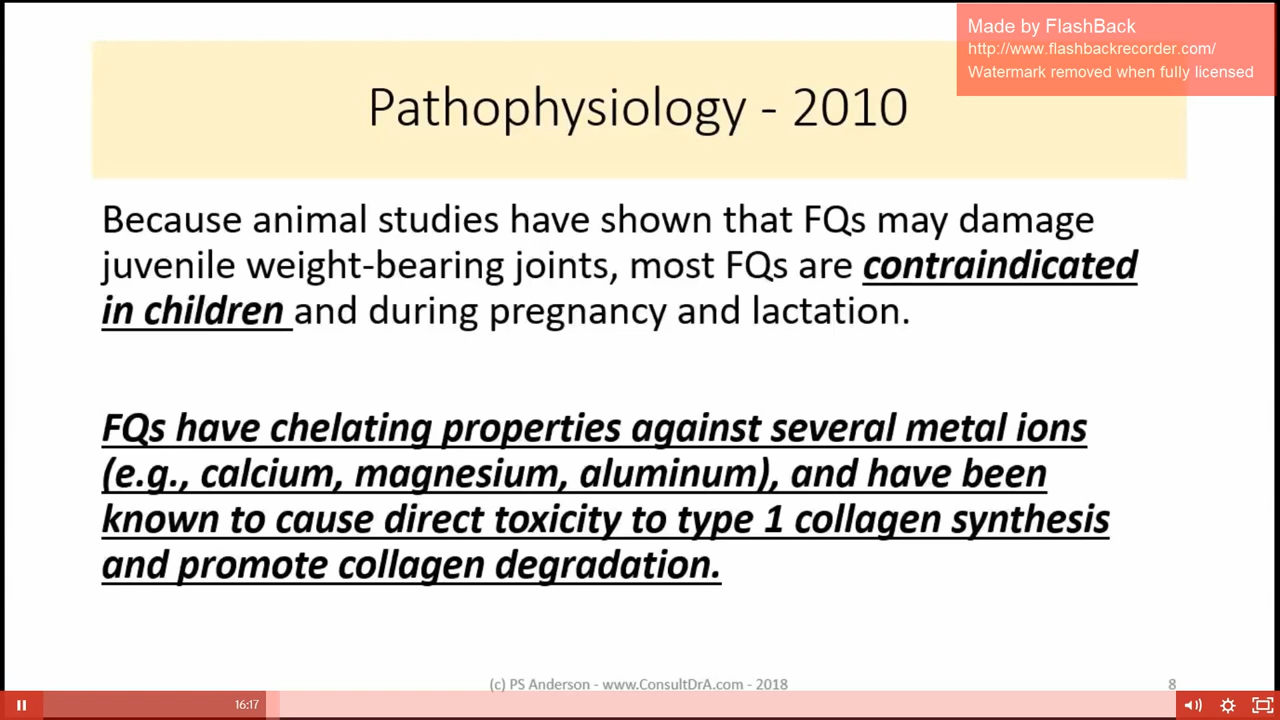 Made by FlashBack
http://www.flashbackrecorder.com/
Watermark removed when fully licensed
Pathophysiology - 2010
Because animal studies have shown that FQs may damage
juvenile weight-bearing joints, most FQs are contraindicated
in children and during pregnancy and lactation.
FQs have chelating properties against several metal ions
(e.g., calcium, magnesium, aluminum), and have been
known to cause direct toxicity to type 1 collagen synthesis
and promote collagen degradation.
(c) PS Anderson - www.ConsultDrA.com - 2018
8
16:17